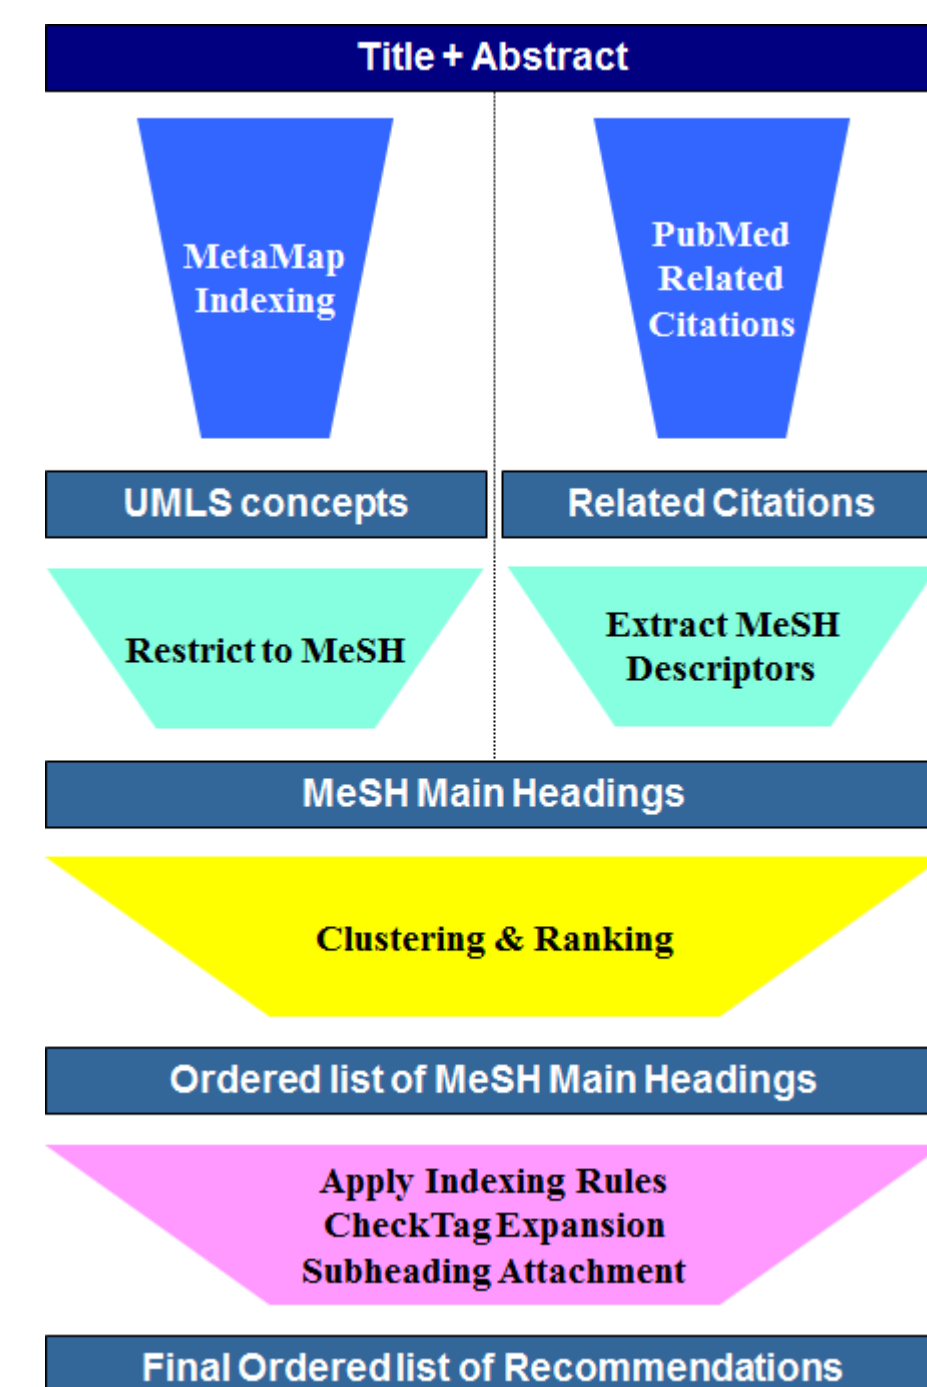 Title + Abstract
MetaMap
Indexing
PubMed
Related
Citations
UMLS concepts
Related Citations
Restrict to MeSH
Extract MeSH
Descriptors
MeSH Main Headings
Clustering & Ranking
Ordered list of MeSH Main Headings
Apply Indexing Rules
CheckTag Expansion
Subheading Attachment
Final Ordered list of Recommendations